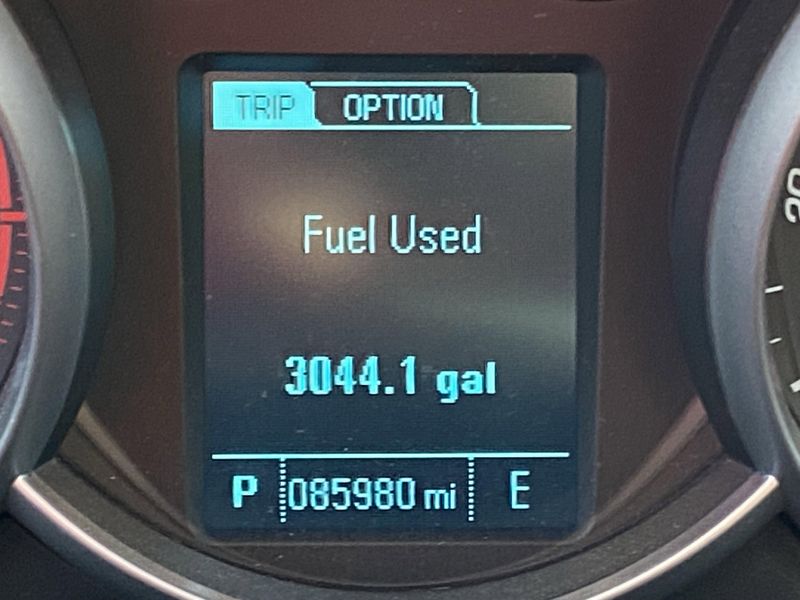 TRIP OPTION
Fuel Used
3044.1 gal
P 085980 mi E